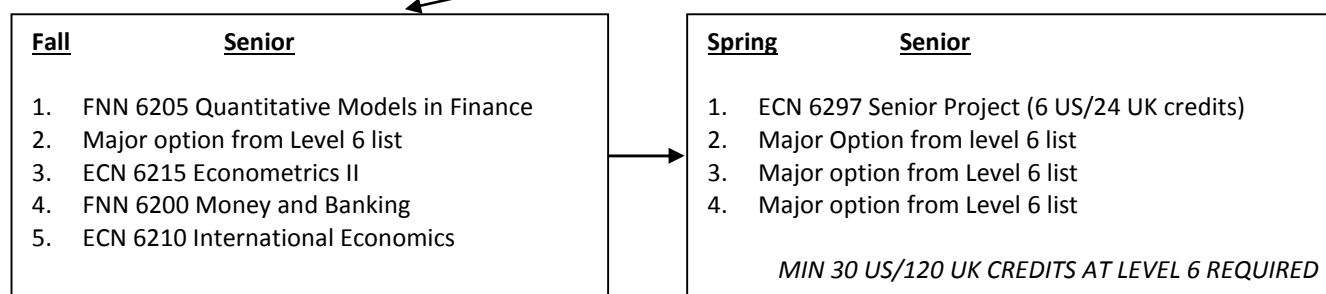 Fall Senior
1. FNN 6205 Quantitative Models in Finance
2. Major option from Level 6 list
3. ECN 6215 Econometrics II
4. FNN 6200 Money and Banking
5. ECN 6210 International Economics
Spring Senior
1. ECN 6297 Senior Project (6 US/24 UK credits)
2. Major Option from level 6 list
3. Major option from Level 6 list
4. Major option from Level 6 list
MIN 30 US/120 UK CREDITS AT LEVEL 6 REQUIRED